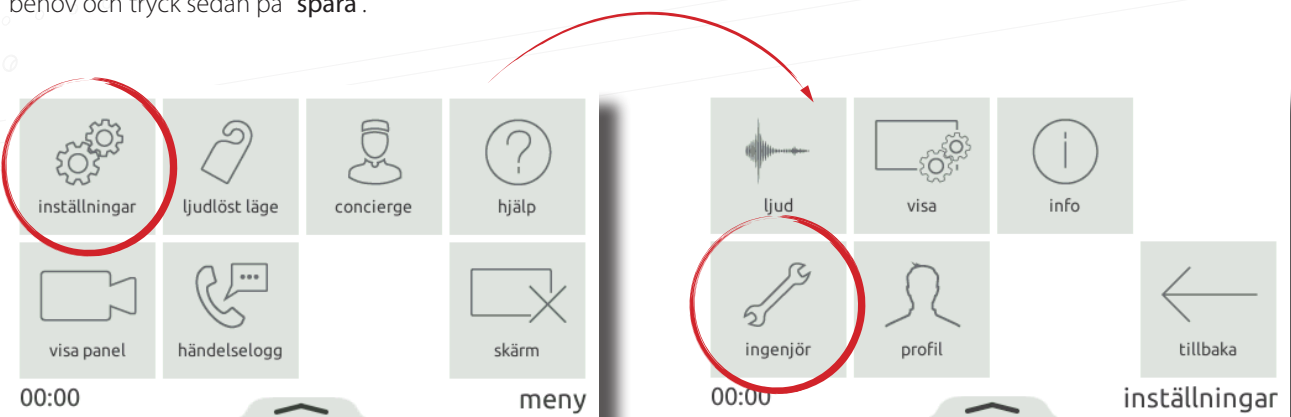 behov och tryck sedan på "spara".
inställningar
ljudlöst läge
concierge
hjälp
visa panel
händelselogg
skärm
00:00
meny
ljud
visa
info
ingenjör
profil
tillbaka
00:00
inställningar